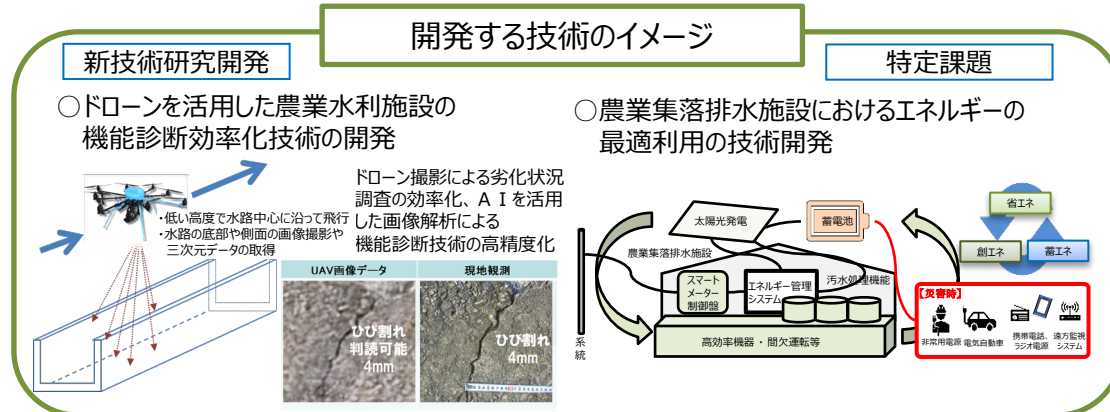 開発する技術のイメージ
新技術研究開発
○ドローンを活用した農業水利施設の
機能診断効率化技術の開発
・低い高度で水路中心に沿って飛行
・水路の底部や側面の画像撮影や
三次元データの取得
ドローン撮影による劣化状況
調査の効率化、AIを活用
した画像解析による
機能診断技術の高精度化
UAV画像データ
現地観測
ひび割れ
判読可能
4mm
ひび割れ
4mm
特定課題
○農業集落排水施設におけるエネルギーの
最適利用の技術開発
太陽光発電
蓄電池
農業集落排水施設
スマート
メーター
制御盤
エネルギー管理
システム
汚水処理機能
高効率機器・間欠運転等
系統
省エネ
創エネ
蓄エネ
【災害時】
非常用電源
電気自動車
携帯電話、
ラジオ電源
遠方監視
システム